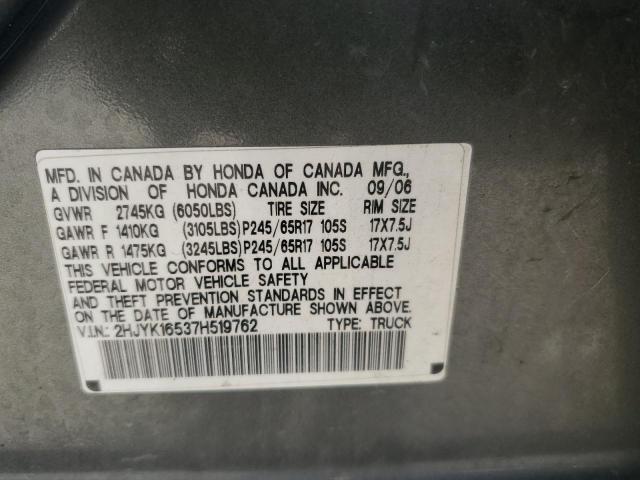 MFD. IN CANADA BY HONDA OF CANADA MFG.,
A DIVISION OF HONDA CANADA INC. 09/06
GVWR 2745KG (6050LBS) TIRE SIZE RIM SIZE
GAWR F 1410KG (3105LBS)P245/65R17 105S 17X7.5J
GAWR R 1475KG (3245LBS)P245/65R17 105S 17X7.5J
THIS VEHICLE CONFORMS TO ALL APPLICABLE
FEDERAL MOTOR VEHICLE SAFETY
AND THEFT PREVENTION STANDARDS IN EFFECT
ON THE DATE OF MANUFACTURE SHOWN ABOVE.
V.I.N.: 2HJYK16537H519762 TYPE: TRUCK